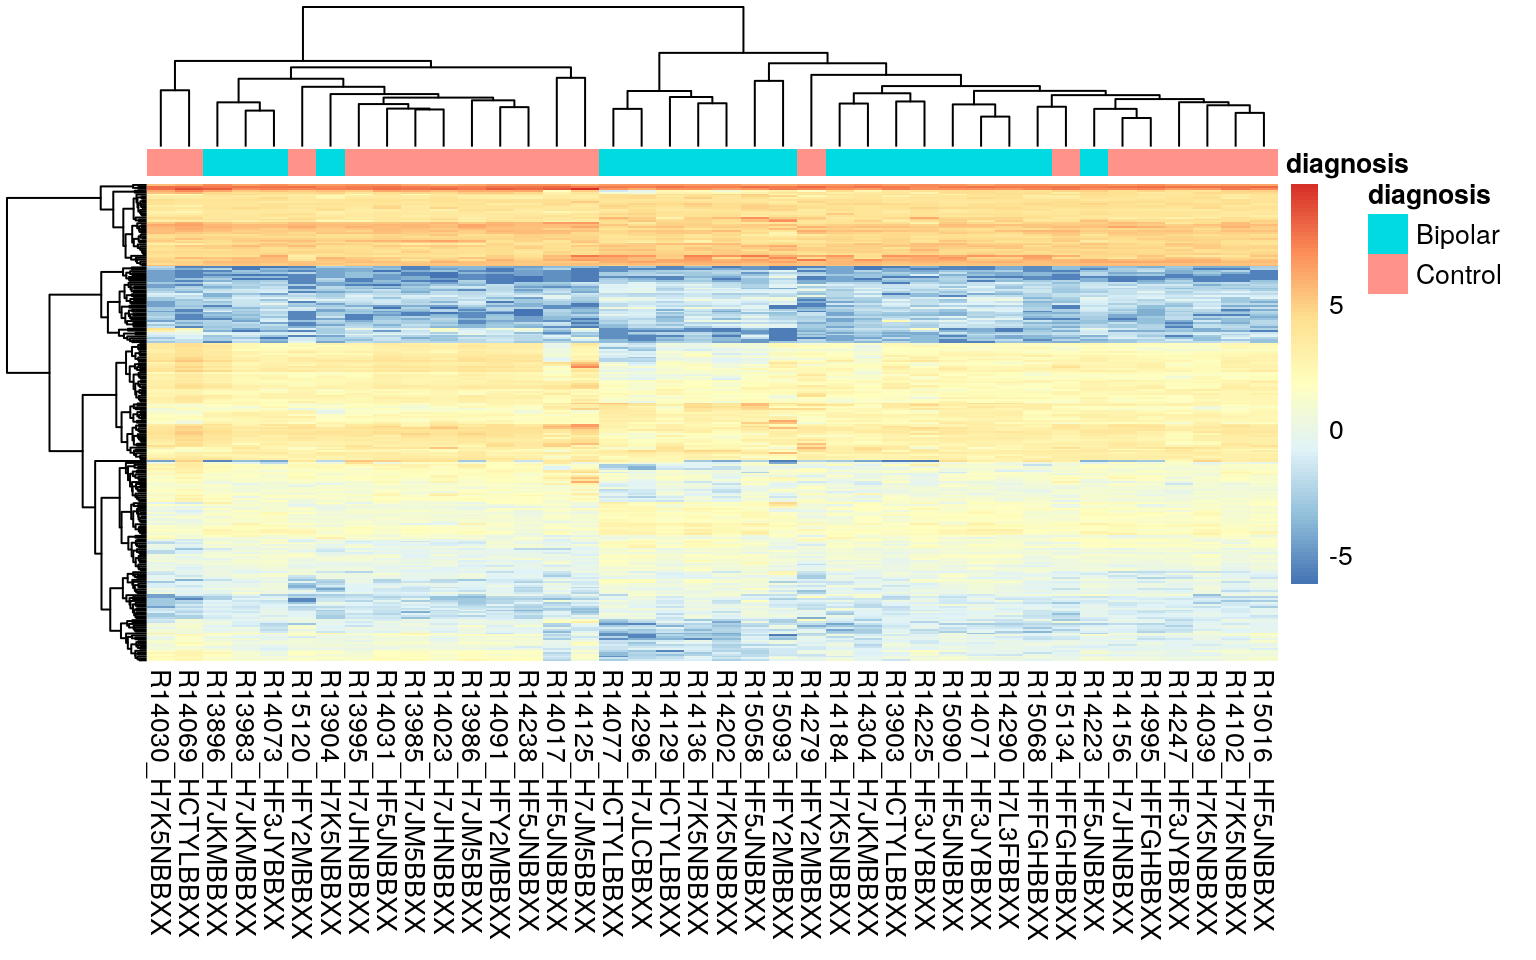 diagnosis
diagnosis
Bipolar
Control
5
0
-5
R14030_H7K5NBBXX
R14069_HCTYLBBXX
R13896_H7JKMBBXX
R13983_H7JKMBBXX
R14073_HF3JYBBXX
R15120_HFY2MBBXX
R13904_H7K5NBBXX
R13995_H7JHNBBXX
R14031_HF5JNBBXX
R13985_H7JM5BBXX
R14023_H7JHNBBXX
R13986_H7JM5BBXX
R14091_HFY2MBBXX
R14238_HF5JNBBXX
R14017_HF5JNBBXX
R14125_H7JM5BBXX
R14077_HCTYLBBXX
R14296_H7JLCBBXX
R14129_HCTYLBBXX
R14136_H7K5NBBXX
R14202_H7K5NBBXX
R15058_HF5JNBBXX
R15093_HFY2MBBXX
R14279_HFY2MBBXX
R14184_H7K5NBBXX
R14304_H7JKMBBXX
R13903_HCTYLBBXX
R14225_HF3JYBBXX
R15090_HF5JNBBXX
R14071_HF3JYBBXX
R14290_H7L3FBBXX
R15068_HFFGHBBXX
R15134_HFFGHBBXX
R14223_HF5JNBBXX
R14156_H7JHNBBXX
R14995_HFFGHBBXX
R14247_HF3JYBBXX
R14039_H7K5NBBXX
R14102_H7K5NBBXX
R15016_HF5JNBBXX